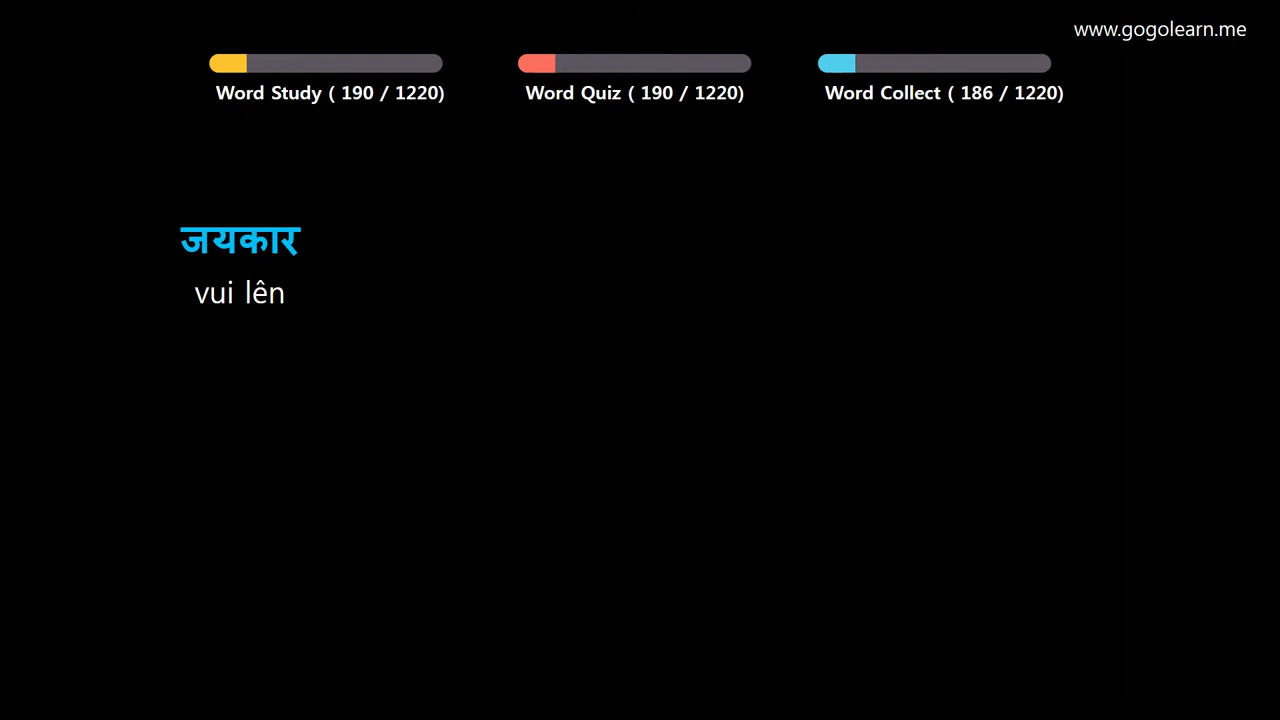 www.gogolearn.me
Word Study ( 190 / 1220)
Word Quiz ( 190 / 1220)
Word Collect ( 186 / 1220)
जयकार
vui lên